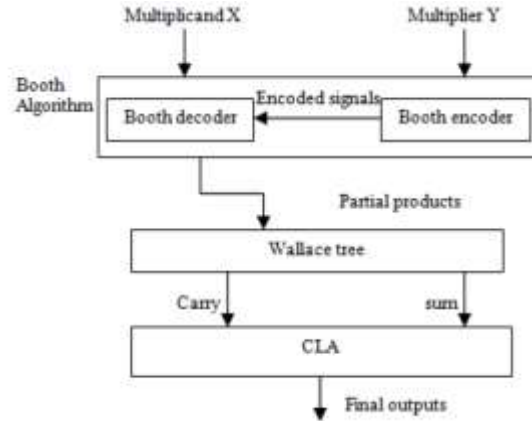 Multiplicand X
Multiplier Y
Booth
Algorithm
Encoded signals
Booth decoder
Booth encoder
Partial products
Wallace tree
Carry
sum
CLA
Final outputs